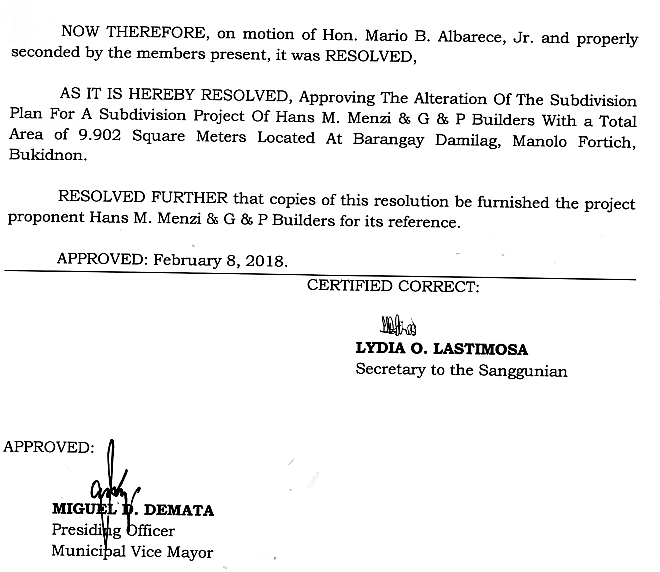 NOW THEREFORE, on motion of Hon. Mario B. Albarece, Jr. and properly
seconded by the members present, it was RESOLVED,
AS IT IS HEREBY RESOLVED, Approving The Alteration Of The Subdivision
Plan For A Subdivision Project Of Hans M. Menzi & G & P Builders With a Total
Area of 9.902 Square Meters Located At Barangay Damilag, Manolo Fortich,
Bukidnon.
RESOLVED FURTHER that copies of this resolution be furnished the project
proponent Hans M. Menzi & G & P Builders for its reference.
APPROVED: February 8, 2018.
CERTIFIED CORRECT:
LYDIA O. LASTIMOSA
Secretary to the Sanggunian
APPROVED:
MIGUEL D. DEMATA
Presiding Officer
Municipal Vice Mayor